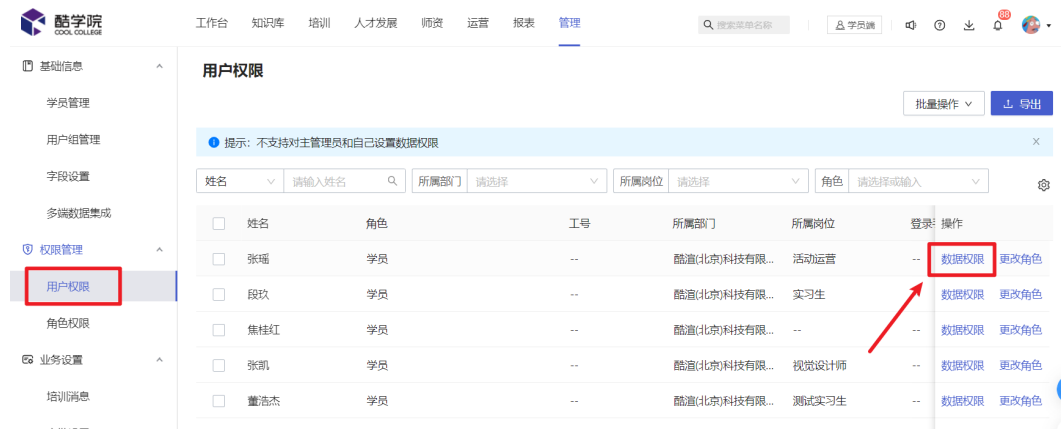 酷学院
COOL COLLEGE
工作台 知识库 培训 人才发展 师资 运营 报表 管理
搜索菜单名称
学员端
88
基础信息
学员管理
用户组管理
字段设置
多端数据集成
权限管理
用户权限
角色权限
业务设置
培训消息
用户权限
批量操作 导出
提示：不支持对主管理员和自己设置数据权限
姓名 请输入姓名 所属部门 请选择 所属岗位 请选择 角色 请选择或输入
姓名 角色 工号 所属部门 所属岗位 登录 操作
张瑶 学员 -- 酷渲(北京)科技有限... 活动运营 -- 数据权限 更改角色
段玖 学员 -- 酷渲(北京)科技有限... 实习生 -- 数据权限 更改角色
焦桂红 学员 -- 酷渲(北京)科技有限... -- -- 数据权限 更改角色
张凯 学员 -- 酷渲(北京)科技有限... 视觉设计师 -- 数据权限 更改角色
董浩杰 学员 -- 酷渲(北京)科技有限... 测试实习生 -- 数据权限 更改角色